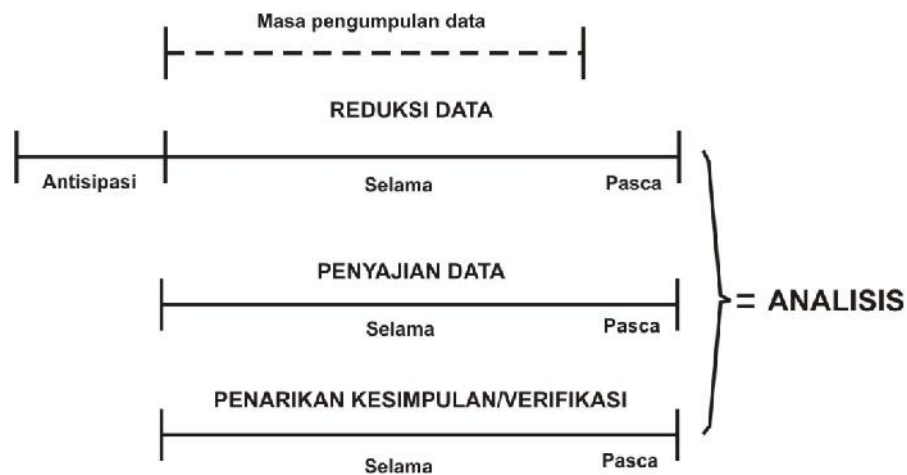 Masa pengumpulan data
REDUKSI DATA
Antisipasi Selama Pasca
PENYAJIAN DATA
Selama Pasca
= ANALISIS
PENARIKAN KESIMPULAN/VERIFIKASI
Selama Pasca